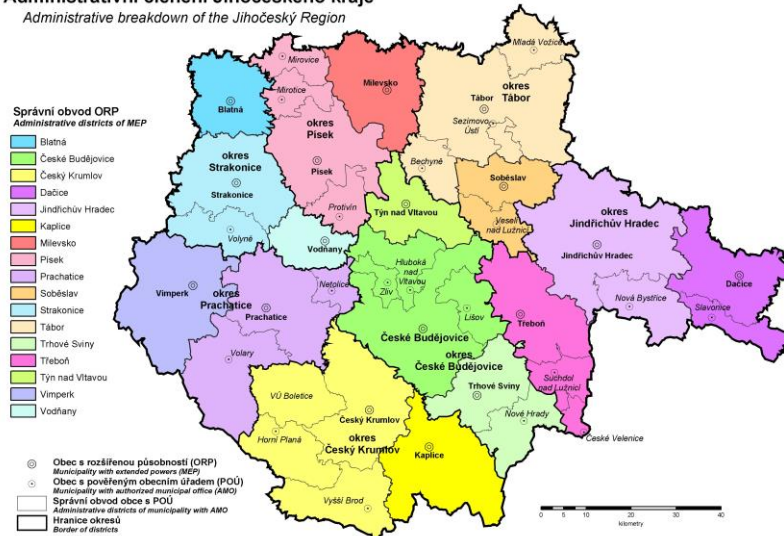 Administrativní členění Jihočeského kraje
Administrative breakdown of the Jihočeský Region
Správní obvod ORP
Administrative districts of MEP
Blatná
České Budějovice
Český Krumlov
Dačice
Jindřichův Hradec
Kaplice
Milevsko
Písek
Prachatice
Soběslav
Strakonice
Tábor
Trhové Sviny
Třeboň
Týn nad Vltavou
Vimperk
Vodňany
Obec s rozšířenou působností (ORP)
Municipality with extended powers (MEP)
Obec s pověřeným obecním úřadem (POÚ)
Municipality with authorized municipal office (AMO)
Správní obvod obce s POÚ
Administrative districts of municipality with AMO
Hranice okresů
Border of districts
Mirovice
Mirotice
Blatná
Milevsko
Mladá Vožice
okres
Tábor
Tábor
Sezimovo
Ústí
okres
Písek
Písek
Bechyně
okres
Strakonice
Strakonice
Protivín
Volyně
Vodňany
Týn nad Vltavou
Soběslav
Veselí
nad Lužnicí
okres
Jindřichův Hradec
Jindřichův Hradec
Nová Bystřice
Dačice
Slavonice
Vimperk
okres
Prachatice
Prachatice
Netolice
Volary
Hluboká
nad
Vltavou
Zliv
Lišov
České Budějovice
okres
České Budějovice
Třeboň
Suchdol
nad Lužnicí
České Velenice
Trhové Sviny
Nové Hrady
VÚ Boletice
Český Krumlov
Horní Planá
okres
Český Krumlov
Vyšší Brod
Kaplice
0 5 10 20 30 40
kilometry